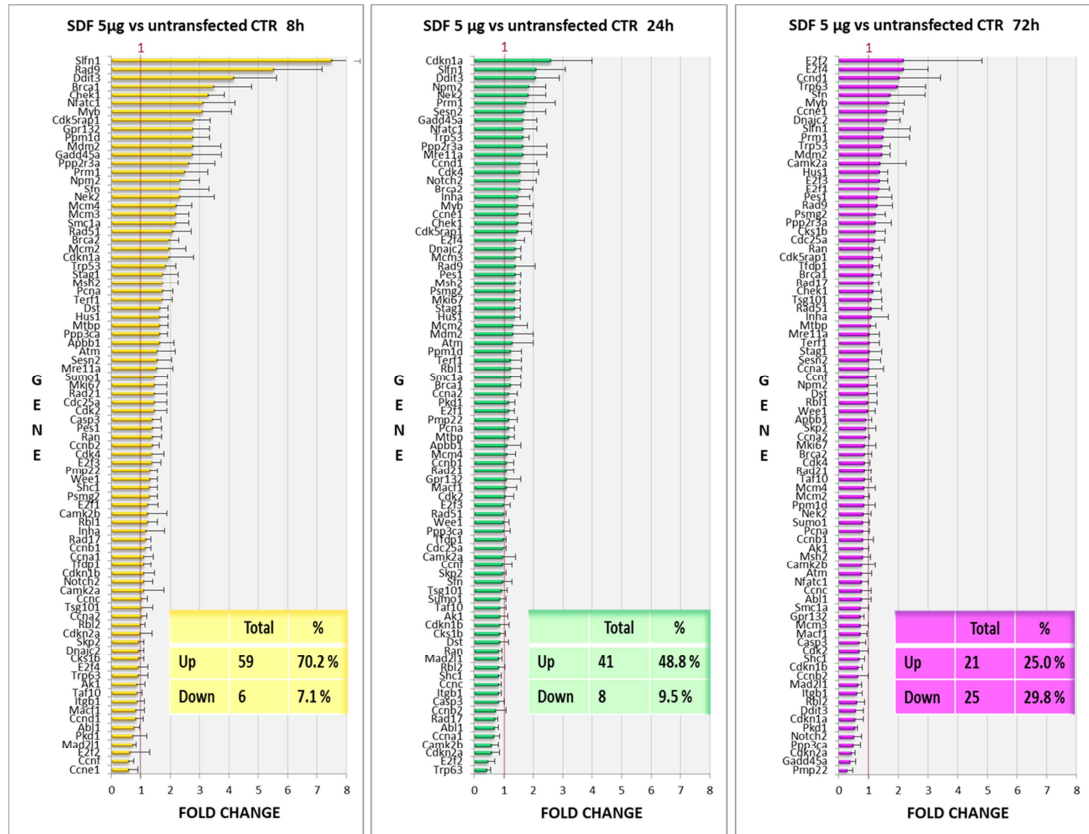 SDF 5µg vs untransfected CTR 8h
1
Slfn1
Rad9
Ddit3
Brca1
Chek1
Nfatc1
Myb
Cdk5rap1
Gpr132
Ppm1d
Mdm2
Gadd45a
Ppp2r3a
Prm1
Npm2
Sfn
Nek2
Mcm4
Mcm3
Smc1a
Rad51
Brca2
Mcm2
Cdkn1a
Trp53
Stag1
Msh2
Pcna
Terf1
Dst
Hus1
Mtbp
Ppp3ca
Appb1
Atm
Sesn2
Mre11a
Sumo1
Mki67
Rad21
Cdc25a
Cdk2
Casp3
Pes1
Ran
Ccnb2
Cdk4
E2f3
Pmp22
Wee1
Shc1
Psmg2
E2f1
Camk2b
Rbl1
Inha
Rad17
Ccnb1
Ccna1
Tfdp1
Cdkn1b
Notch2
Camk2a
Ccnc
Tsg101
Ccna2
Rbl2
Cdkn2a
Skp2
Dnajc2
Cks1b
E2f4
Trp63
Ak1
Taf10
Itgb1
Macf1
Ccnd1
Abl1
Pkd1
Mad2l1
E2f2
Ccnf
Ccne1
G
E
N
E
Total %
Up 59 70.2 %
Down 6 7.1 %
0 1 2 3 4 5 6 7 8
FOLD CHANGE
SDF 5µg vs untransfected CTR 24h
1
Cdkn1a
Slfn1
Ddit3
Npm2
Nek2
Prm1
Sesn2
Gadd45a
Nfatc1
Trp53
Ppp2r3a
Mre11a
Ccnd1
Cdk4
Notch2
Brca2
Inha
Myb
Ccne1
Chek1
Cdk5rap1
E2f4
Dnajc2
Mcm3
Rad9
Pes1
Msh2
Psmg2
Mki67
Stag1
Hus1
Mcm2
Mdm2
Atm
Ppm1d
Terf1
Rbl1
Smc1a
Brca1
Ccna2
Pkd1
E2f1
Pmp22
Pcna
Mtbp
Apbb1
Mcm4
Ccnb1
Rad21
Gpr132
Macf1
Cdk2
E2f3
Rad51
Wee1
Ppp3ca
Tfdp1
Cdc25a
Camk2a
Ccnf
Skp2
Sfn
Tsg101
Sumo1
Taf10
Ak1
Cdkn1b
Cks1b
Dst
Ran
Mad2l1
Rbl2
Shc1
Ccnc
Itgb1
Casp3
Ccnb2
Rad17
Abl1
Ccna1
Camk2b
Cdkn2a
E2f2
Trp63
G
E
N
E
Total %
Up 41 48.8 %
Down 8 9.5 %
0 1 2 3 4 5 6 7 8
FOLD CHANGE
SDF 5µg vs untransfected CTR 72h
1
E2f2
E2f4
Ccnd1
Trp63
Sfn
Myb
Ccne1
Dnajc2
Slfn1
Prm1
Trp53
Mdm2
Camk2a
Hus1
E2f3
E2f1
Pes1
Rad9
Psmg2
Ppp2r3a
Cks1b
Cdc25a
Ran
Cdk5rap1
Tfdp1
Brca1
Rad17
Chek1
Tsg101
Rad51
Inha
Mtbp
Mre11a
Terf1
Stag1
Sesn2
Ccna1
Ccnf
Npm2
Dst
Rbl1
Wee1
Apbb1
Skp2
Ccna2
Mki67
Brca2
Cdk4
Rad21
Taf10
Mcm4
Mcm2
Ppm1d
Nek2
Sumo1
Pcna
Ccnb1
Ak1
Msh2
Camk2b
Atm
Nfatc1
Ccnc
Abl1
Smc1a
Gpr132
Mcm3
Macf1
Casp3
Cdk2
Shc1
Cdkn1b
Ccnb2
Mad2l1
Itgb1
Rbl2
Ddit3
Cdkn1a
Pkd1
Notch2
Ppp3ca
Cdkn2a
Gadd45a
Pmp22
G
E
N
E
Total %
Up 21 25.0 %
Down 25 29.8 %
0 1 2 3 4 5 6 7 8
FOLD CHANGE